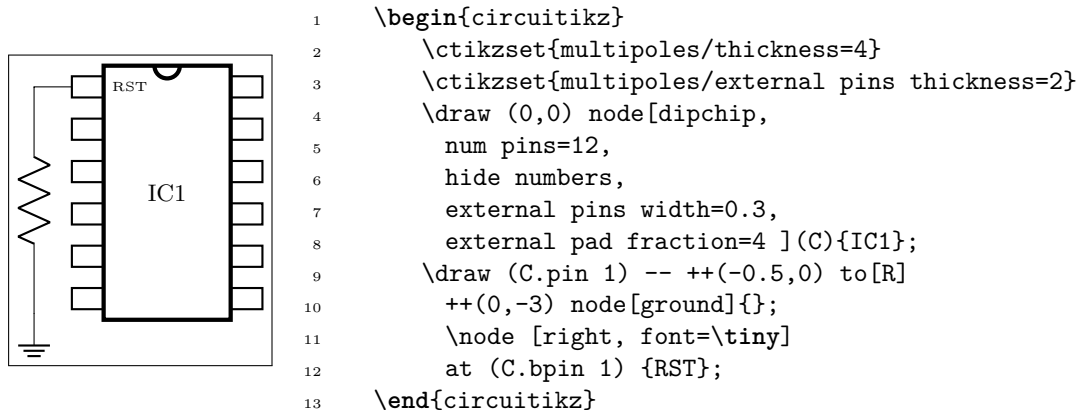 RST
IC1
1 \begin{circuitikz}
2 \ctikzset{multipoles/thickness=4}
3 \ctikzset{multipoles/external pins thickness=2}
4 \draw (0,0) node[dipchip,
5 num pins=12,
6 hide numbers,
7 external pins width=0.3,
8 external pad fraction=4 ](C){IC1};
9 \draw (C.pin 1) -- ++(-0.5,0) to[R]
10 ++(0,-3) node[ground]{};
11 \node [right, font=\tiny]
12 at (C.bpin 1) {RST};
13 \end{circuitikz}